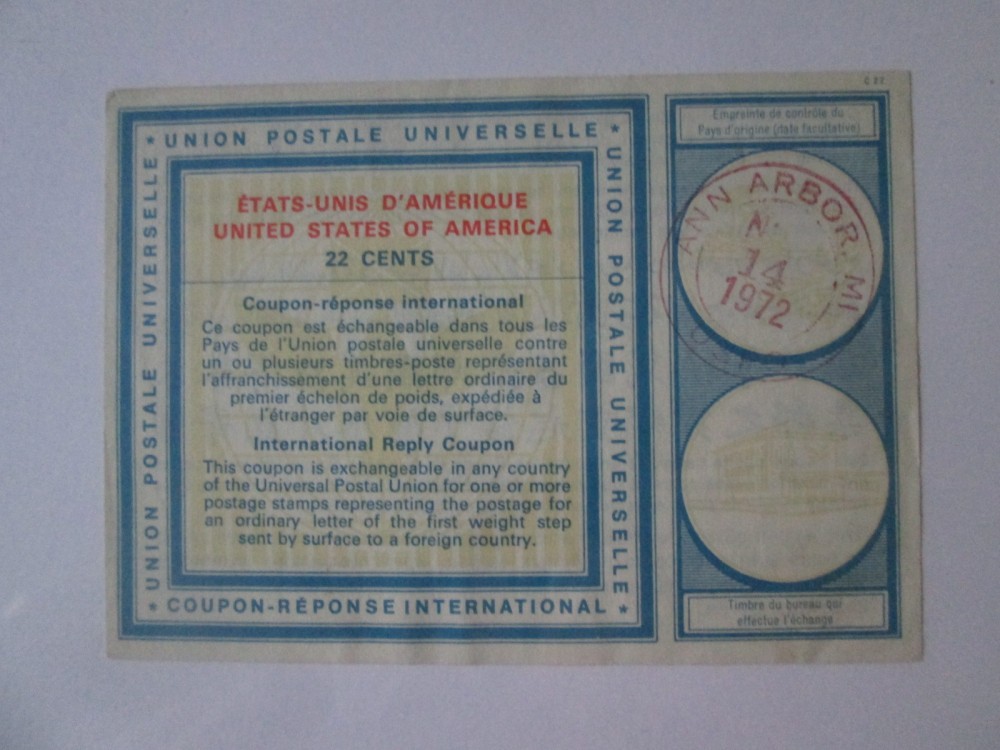 C 22
★ UNION POSTALE UNIVERSELLE ★
UNION POSTALE UNIVERSELLE
UNION POSTALE UNIVERSELLE
ÉTATS-UNIS D'AMÉRIQUE
UNITED STATES OF AMERICA
22 CENTS
Coupon-réponse international
Ce coupon est échangeable dans tous les
Pays de l'Union postale universelle contre
un ou plusieurs timbres-poste représentant
l'affranchissement d'une lettre ordinaire du
premier échelon de poids, expédiée à
l'étranger par voie de surface.
International Reply Coupon
This coupon is exchangeable in any country
of the Universal Postal Union for one or more
postage stamps representing the postage for
an ordinary letter of the first weight step
sent by surface to a foreign country.
★ COUPON-RÉPONSE INTERNATIONAL ★
Empreinte de contrôle du
Pays d'origine (date facultative)
ANN ARBOR, MI
14
1972
Timbre du bureau qui
effectue l'échange